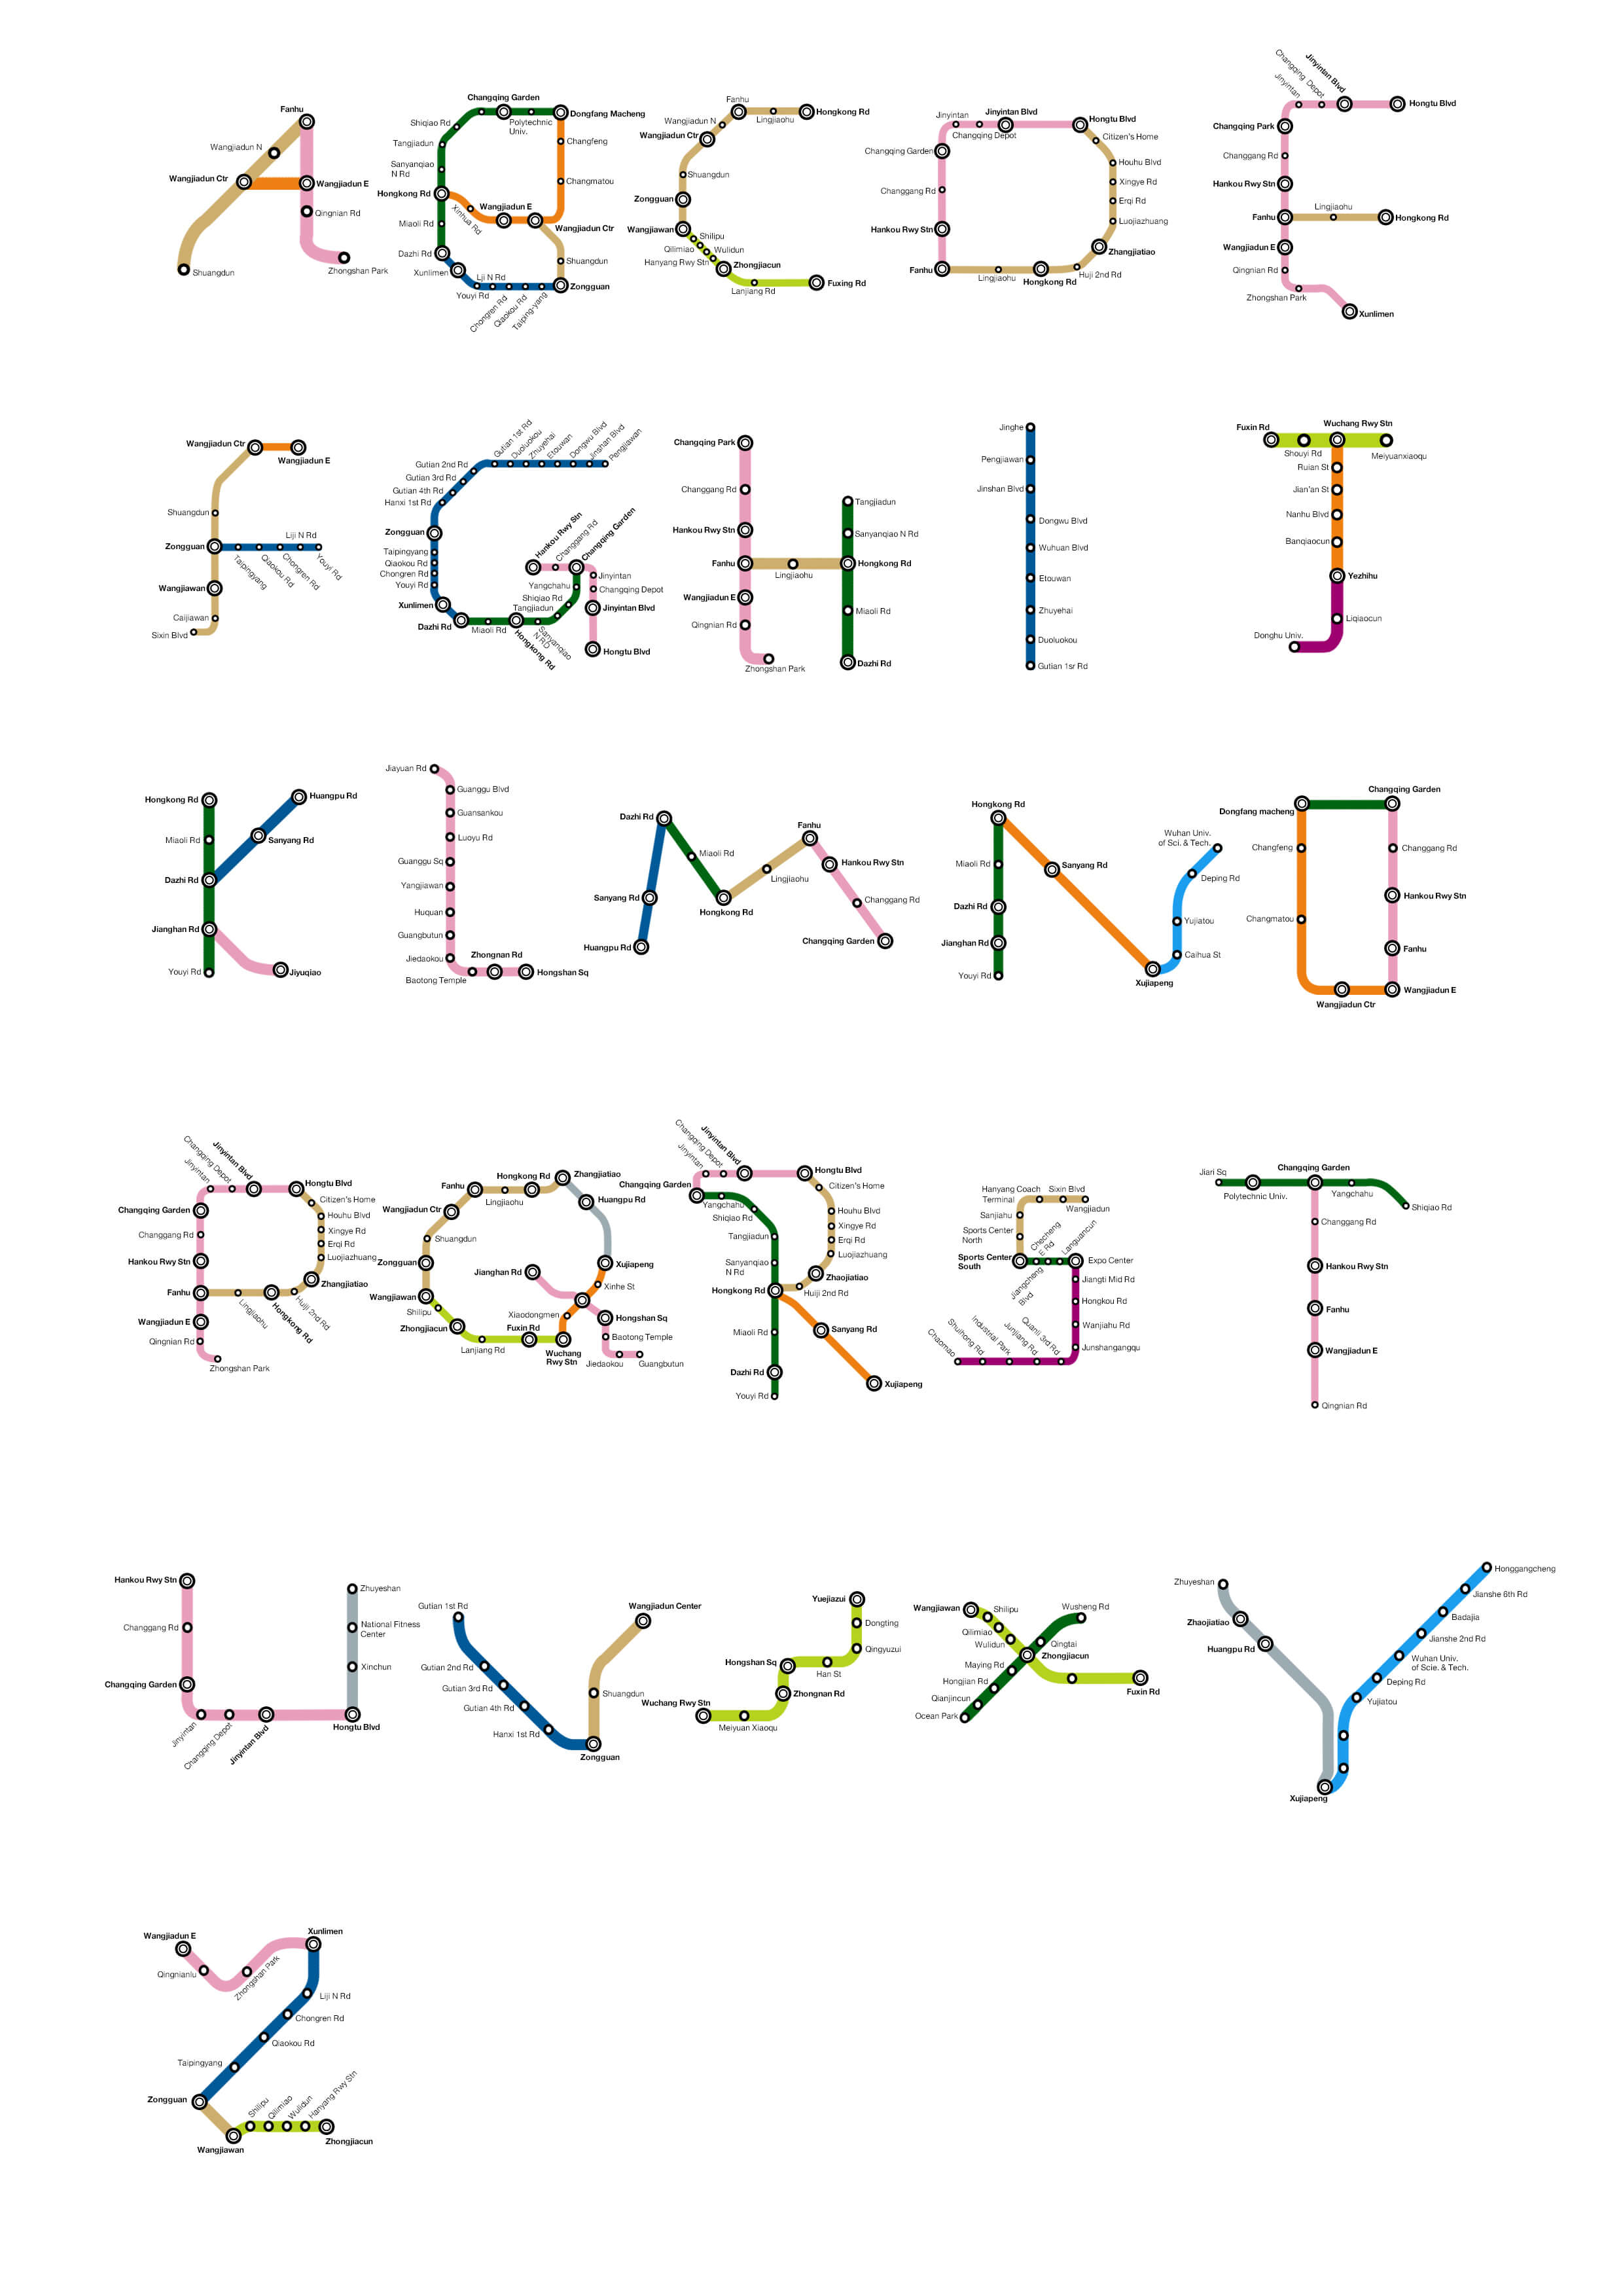 Fanhu
Wangjiadun N
Wangjiadun Ctr
Wangjiadun E
Qingnian Rd
Shuangdun
Zhongshan Park
Changqing Garden
Dongfang Macheng
Shiqiao Rd
Polytechnic
Univ.
Tangjiadun
Changfeng
Sanyanqiao
N Rd
Changmatou
Hongkong Rd
Xinhua Rd
Wangjiadun E
Wangjiadun Ctr
Miaoli Rd
Dazhi Rd
Shuangdun
Xunlimen
Lji N Rd
Zongguan
Youyi Rd
Chongren Rd
Qiaokou Rd
Taiping-yang
Fanhu
Hongkong Rd
Lingjiaohu
Wangjiadun N
Wangjiadun Ctr
Shuangdun
Zongguan
Wangjiawan
Shilipu
Qilimiao
Wulidun
Hanyang Rwy Stn
Zhongjiacun
Lanjiang Rd
Fuxing Rd
Jinyintan
Jinyintan Blvd
Changqing Depot
Hongtu Blvd
Citizen's Home
Changqing Garden
Houhu Blvd
Xingye Rd
Changgang Rd
Erqi Rd
Luojiazhuang
Hankou Rwy Stn
Zhangjiatiao
Fanhu
Lingjiaohu
Huji 2nd Rd
Hongkong Rd
Changqing Depot
Jinyintan Blvd
Jinyintan
Hongtu Blvd
Changqing Park
Changgang Rd
Hankou Rwy Stn
Lingjiaohu
Fanhu
Hongkong Rd
Wangjiadun E
Qingnian Rd
Zhongshan Park
Xunlimen
Wangjiadun Ctr
Wangjiadun E
Shuangdun
Liji N Rd
Zongguan
Taipingyang
Qiaokou Rd
Chongren Rd
Youyi Rd
Wangjiawan
Caijiawan
Sixin Blvd
Gutian 1st Rd
Duoluokou
Zhuyehai
Etouwan
Dongwu Blvd
Jinshan Blvd
Pengjiawan
Gutian 2nd Rd
Gutian 3rd Rd
Gutian 4th Rd
Hanxi 1st Rd
Zongguan
Hankou Rwy Stn
Changgang Rd
Changqing Garden
Taipingyang
Qiaokou Rd
Chongren Rd
Youyi Rd
Yangchahu
Jinyintan
Changqing Depot
Shiqiao Rd
Tangjiadun
Jinyintan Blvd
Xunlimen
Dazhi Rd
Miaoli Rd
Hongkong Rd
Sanyanqiao
N RD
Hongtu Blvd
Changqing Park
Changgang Rd
Tangjiadun
Hankou Rwy Stn
Sanyanqiao N Rd
Fanhu
Hongkong Rd
Lingjiaohu
Wangjiadun E
Miaoli Rd
Qingnian Rd
Zhongshan Park
Dazhi Rd
Jinghe
Pengjiawan
Jinshan Blvd
Dongwu Blvd
Wuhuan Blvd
Etouwan
Zhuyehai
Duoluokou
Gutian 1sr Rd
Fuxin Rd
Wuchang Rwy Stn
Shouyi Rd
Meiyuanxiaoqu
Ruian St
Jian'an St
Nanhu Blvd
Banqiaocun
Yezhihu
Liqiaocun
Donghu Univ.
Hongkong Rd
Huangpu Rd
Miaoli Rd
Sanyang Rd
Dazhi Rd
Jianghan Rd
Youyi Rd
Jiyuqiao
Jiayuan Rd
Guanggu Blvd
Guansankou
Luoyu Rd
Guanggu Sq
Yangjiawan
Huquan
Guangbutun
Jiedaokou
Zhongnan Rd
Baotong Temple
Hongshan Sq
Dazhi Rd
Fanhu
Miaoli Rd
Hankou Rwy Stn
Lingjiaohu
Sanyang Rd
Hongkong Rd
Changgang Rd
Huangpu Rd
Changqing Garden
Hongkong Rd
Wuhan Univ.
of Sci. & Tech.
Miaoli Rd
Sanyang Rd
Deping Rd
Dazhi Rd
Yujiatou
Jianghan Rd
Caihua St
Youyi Rd
Xujiapeng
Changqing Garden
Dongfang macheng
Changfeng
Changgang Rd
Hankou Rwy Stn
Changmatou
Fanhu
Wangjiadun Ctr
Wangjiadun E
Changqing Depot
Jinyintan Blvd
Jinyintan
Hongtu Blvd
Changqing Garden
Citizen's Home
Houhu Blvd
Changgang Rd
Xingye Rd
Erqi Rd
Hankou Rwy Stn
Luojiazhuang
Zhangjiatiao
Fanhu
Lingjiaohu
Hongkong Rd
Huiji 2nd Rd
Wangjiadun E
Qingnian Rd
Zhongshan Park
Hongkong Rd
Zhangjiatiao
Fanhu
Lingjiaohu
Huangpu Rd
Wangjiadun Ctr
Shuangdun
Zongguan
Xujiapeng
Jianghan Rd
Xinhe St
Wangjiawan
Shilipu
Xiaodongmen
Hongshan Sq
Zhongjiacun
Fuxin Rd
Baotong Temple
Lanjiang Rd
Wuchang
Rwy Stn
Jiedaokou
Guangbutun
Changqing Depot
Jinyintan Blvd
Jinyintan
Hongtu Blvd
Changqing Garden
Citizen's Home
Yangchahu
Shiqiao Rd
Houhu Blvd
Xingye Rd
Tangjiadun
Erqi Rd
Luojiazhuang
Sanyanqiao
N Rd
Zhaojiatiao
Hongkong Rd
Huiji 2nd Rd
Miaoli Rd
Sanyang Rd
Dazhi Rd
Youyi Rd
Xujiapeng
Hanyang Coach
Terminal
Sixin Blvd
Wangjiadun
Sanjiahu
Sports Center
North
Checheng
E Rd
Languancun
Sports Center
South
Expo Center
Jiangcheng
Blvd
Jiangti Mid Rd
Hongkou Rd
Wanjiahu Rd
Junshangangqu
Chaomao
Shuihong Rd
Industrial Park
Junjiang Rd
Quanli 3rd Rd
Jiari Sq
Changqing Garden
Polytechnic Univ.
Yangchahu
Shiqiao Rd
Changgang Rd
Hankou Rwy Stn
Fanhu
Wangjiadun E
Qingnian Rd
Hankou Rwy Stn
Zhuyeshan
Changgang Rd
National Fitness
Center
Xinchun
Changqing Garden
Jinyintan
Changqing Depot
Jinyintan Blvd
Hongtu Blvd
Gutian 1st Rd
Wangjiadun Center
Gutian 2nd Rd
Gutian 3rd Rd
Shuangdun
Gutian 4th Rd
Hanxi 1st Rd
Zongguan
Yuejiazui
Dongting
Qingyuzui
Hongshan Sq
Han St
Wuchang Rwy Stn
Zhongnan Rd
Meiyuan Xiaoqu
Wangjiawan
Shilipu
Wusheng Rd
Qilimiao
Wulidun
Qingtai
Zhongjiacun
Maying Rd
Hongjian Rd
Qianjincun
Fuxin Rd
Ocean Park
Zhuyeshan
Honggangcheng
Jianshe 6th Rd
Zhaojiatiao
Badajia
Huangpu Rd
Jianshe 2nd Rd
Wuhan Univ.
of Scie. & Tech.
Deping Rd
Yujiatou
Xujiapeng
Wangjiadun E
Xunlimen
Qingnianlu
Zhongshan Park
Liji N Rd
Chongren Rd
Qiaokou Rd
Taipingyang
Zongguan
Shilipu
Qilimiao
Wulidun
Hanyang Rwy Stn
Wangjiawan
Zhongjiacun